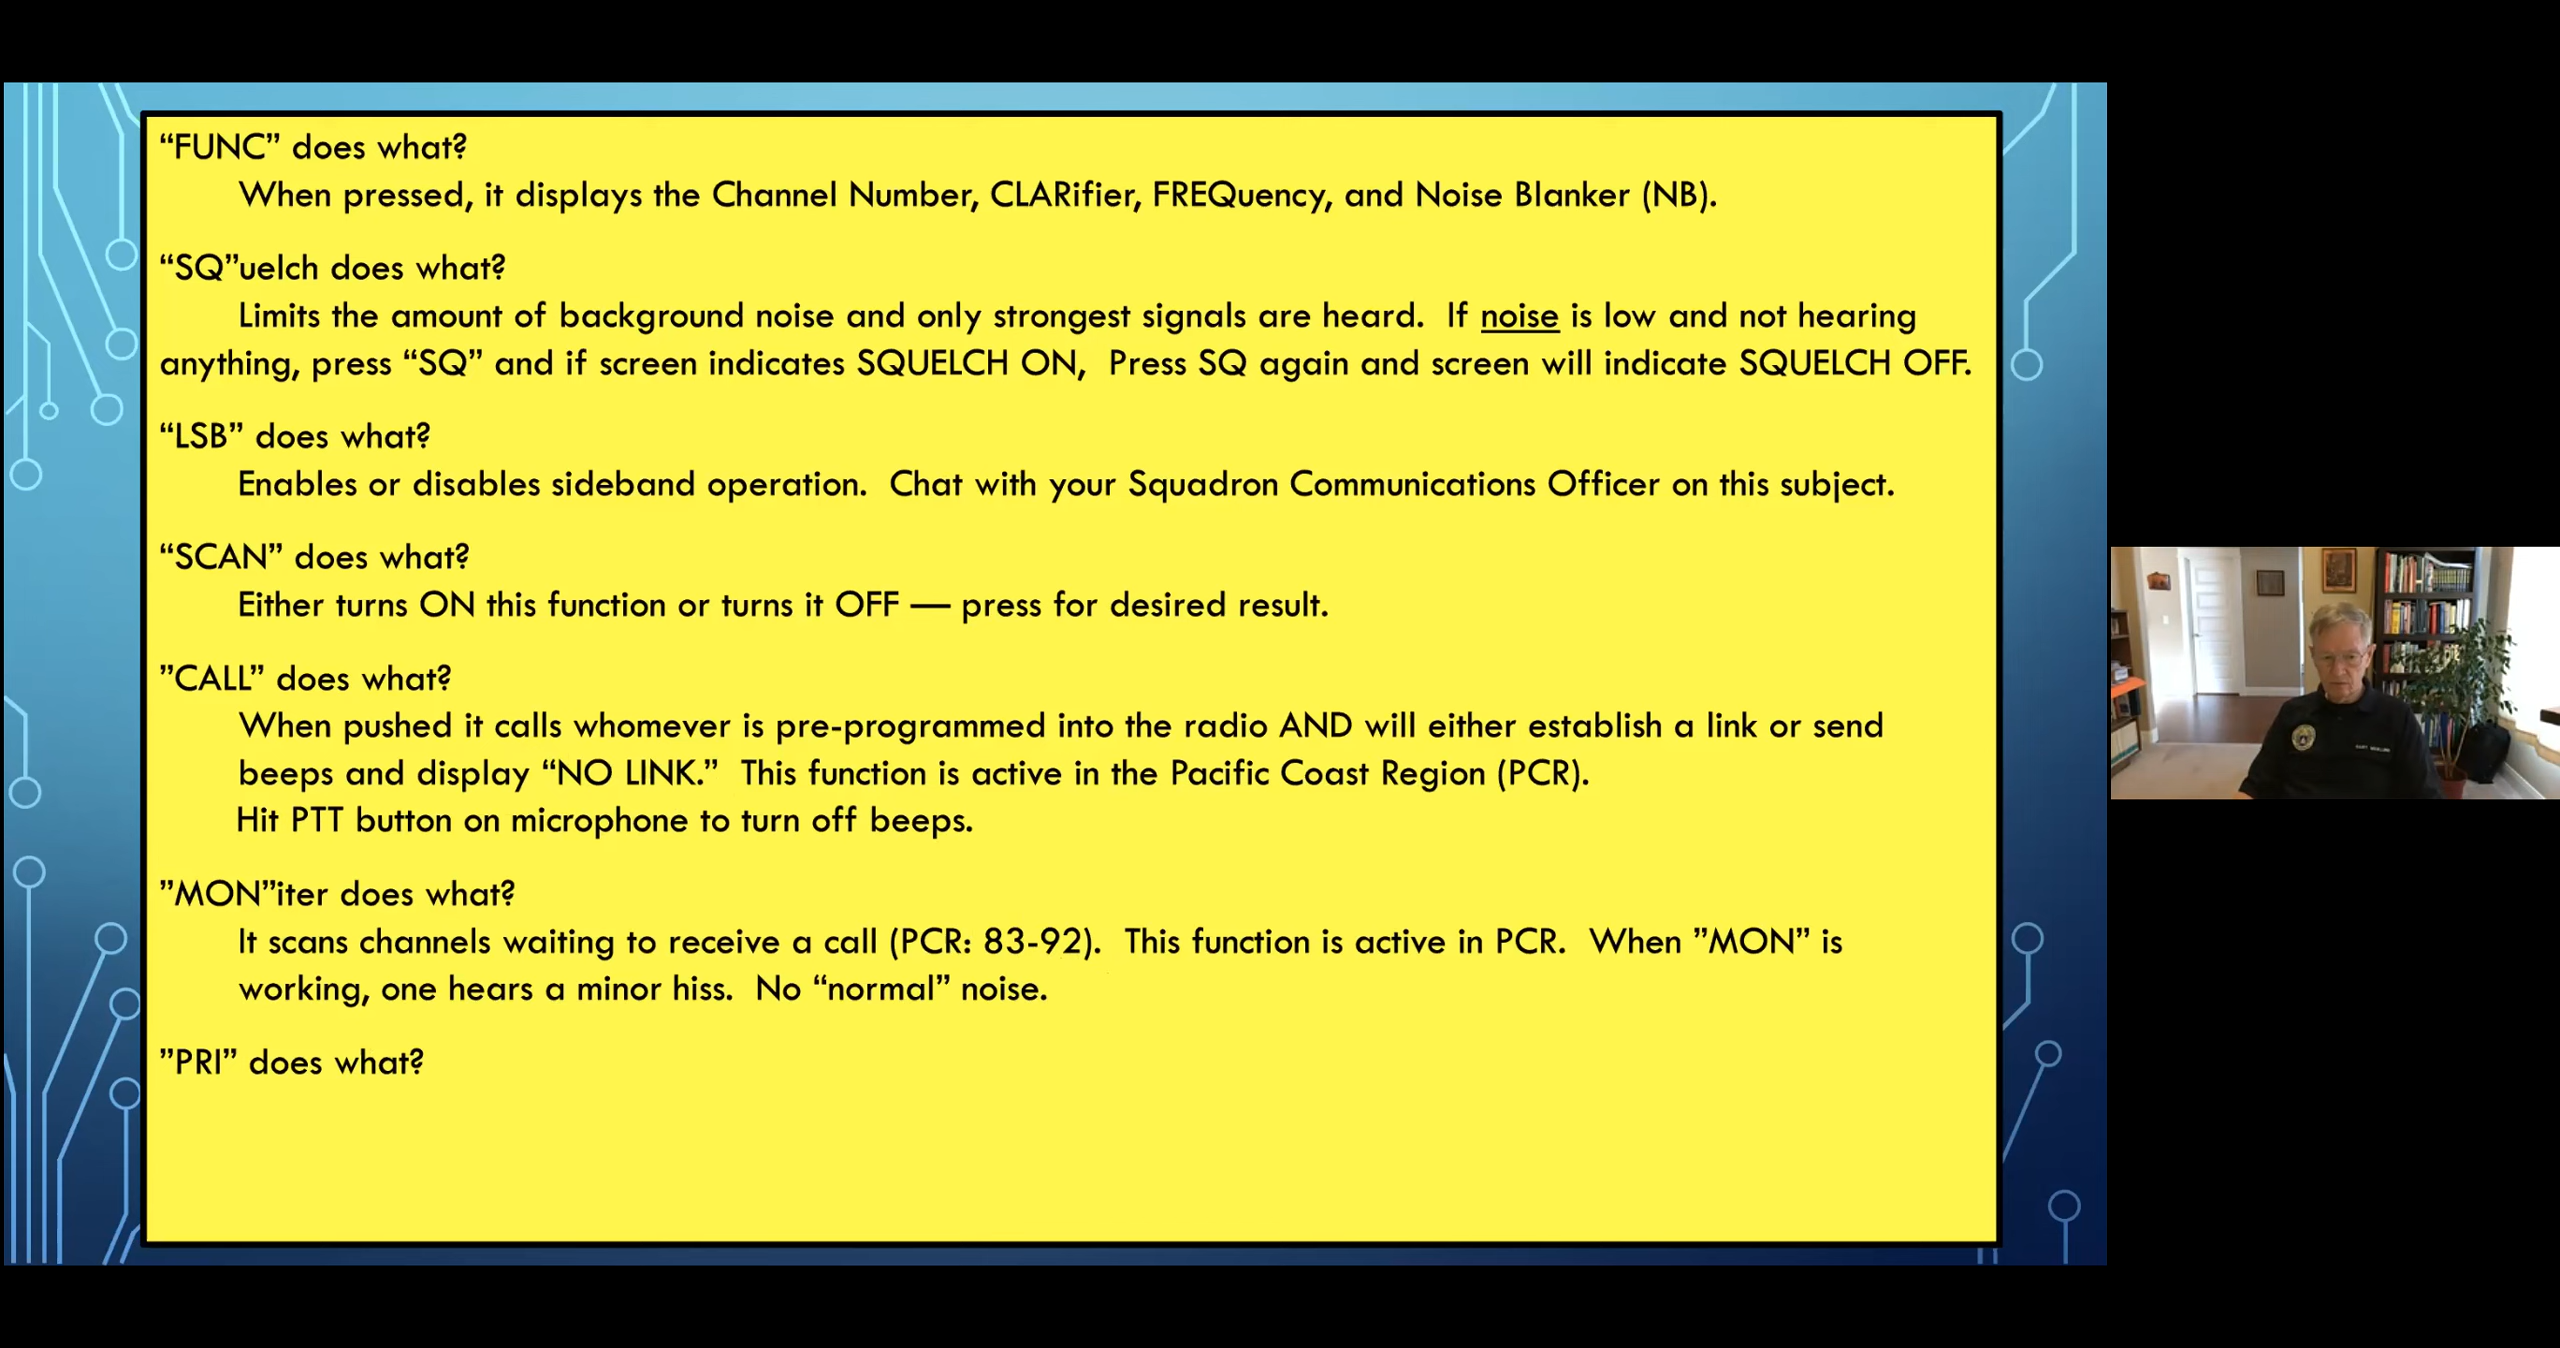 “FUNC” does what?
When pressed, it displays the Channel Number, CLARifier, FREQuency, and Noise Blanker (NB).
“SQ”uelch does what?
Limits the amount of background noise and only strongest signals are heard.  If noise is low and not hearing
anything, press “SQ” and if screen indicates SQUELCH ON,  Press SQ again and screen will indicate SQUELCH OFF.
“LSB” does what?
Enables or disables sideband operation.  Chat with your Squadron Communications Officer on this subject.
“SCAN” does what?
Either turns ON this function or turns it OFF — press for desired result.
”CALL” does what?
When pushed it calls whomever is pre-programmed into the radio AND will either establish a link or send
beeps and display “NO LINK.”  This function is active in the Pacific Coast Region (PCR).
Hit PTT button on microphone to turn off beeps.
”MON”iter does what?
It scans channels waiting to receive a call (PCR: 83-92).  This function is active in PCR.  When ”MON” is
working, one hears a minor hiss.  No “normal” noise.
”PRI” does what?